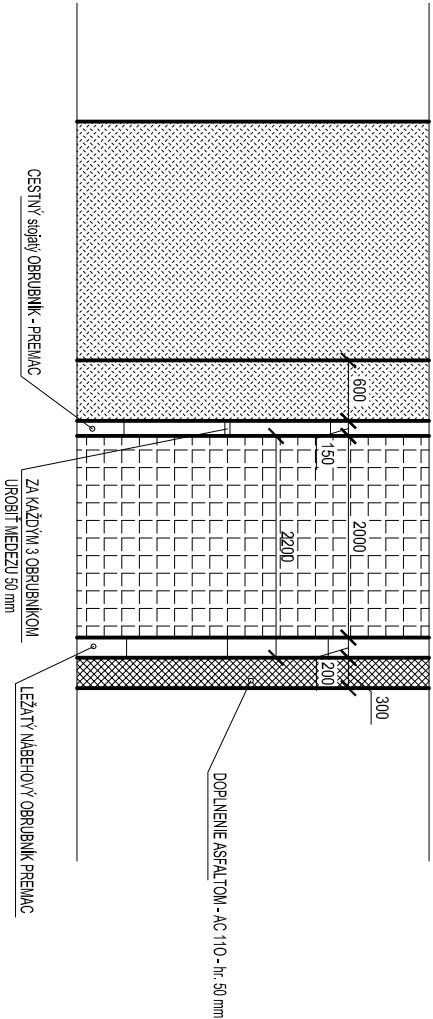 600
150
2000
2200
200
300
CESTNÝ stojatý OBRUBNÍK - PREMAC
ZA KAŽDÝM 3 OBRUBNÍKOM
UROBIŤ MEDEZU 50 mm
LEŽATÝ NÁBEHOVÝ OBRUBNÍK PREMAC
DOPLNENIE ASFALTOM - AC 11O - hr. 50 mm